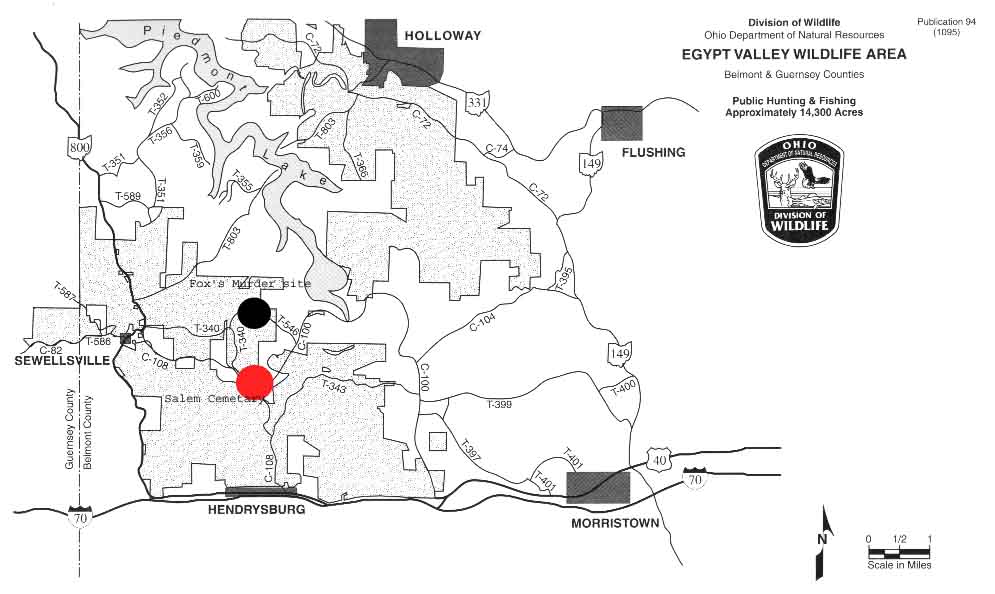 Division of Wildlife
Ohio Department of Natural Resources
EGYPT VALLEY WILDLIFE AREA
Belmont & Guernsey Counties
Public Hunting & Fishing
Approximately 14,300 Acres
Publication 94
(1095)
OHIO
DEPARTMENT OF NATURAL RESOURCES
DIVISION OF
WILDLIFE
Piedmont
Lake
HOLLOWAY
C-72
331
T-600
T-352
C-72
FLUSHING
T-803
T-356
800
C-74
T-359
149
T-351
T-386
T-355
T-589
T-351
C-72
T-803
T-395
Fox's Murder site
T-587
T-546
C-104
T-340
T-340
C-100
T-586
C-82
SEWELLSVILLE
C-108
149
C-100
T-343
T-400
Salem Cemetary
T-399
Guernsey County
Belmont County
T-397
C-108
T-401
40
T-401
70
HENDRYSBURG
70
MORRISTOWN
N
0 1/2 1
Scale in Miles